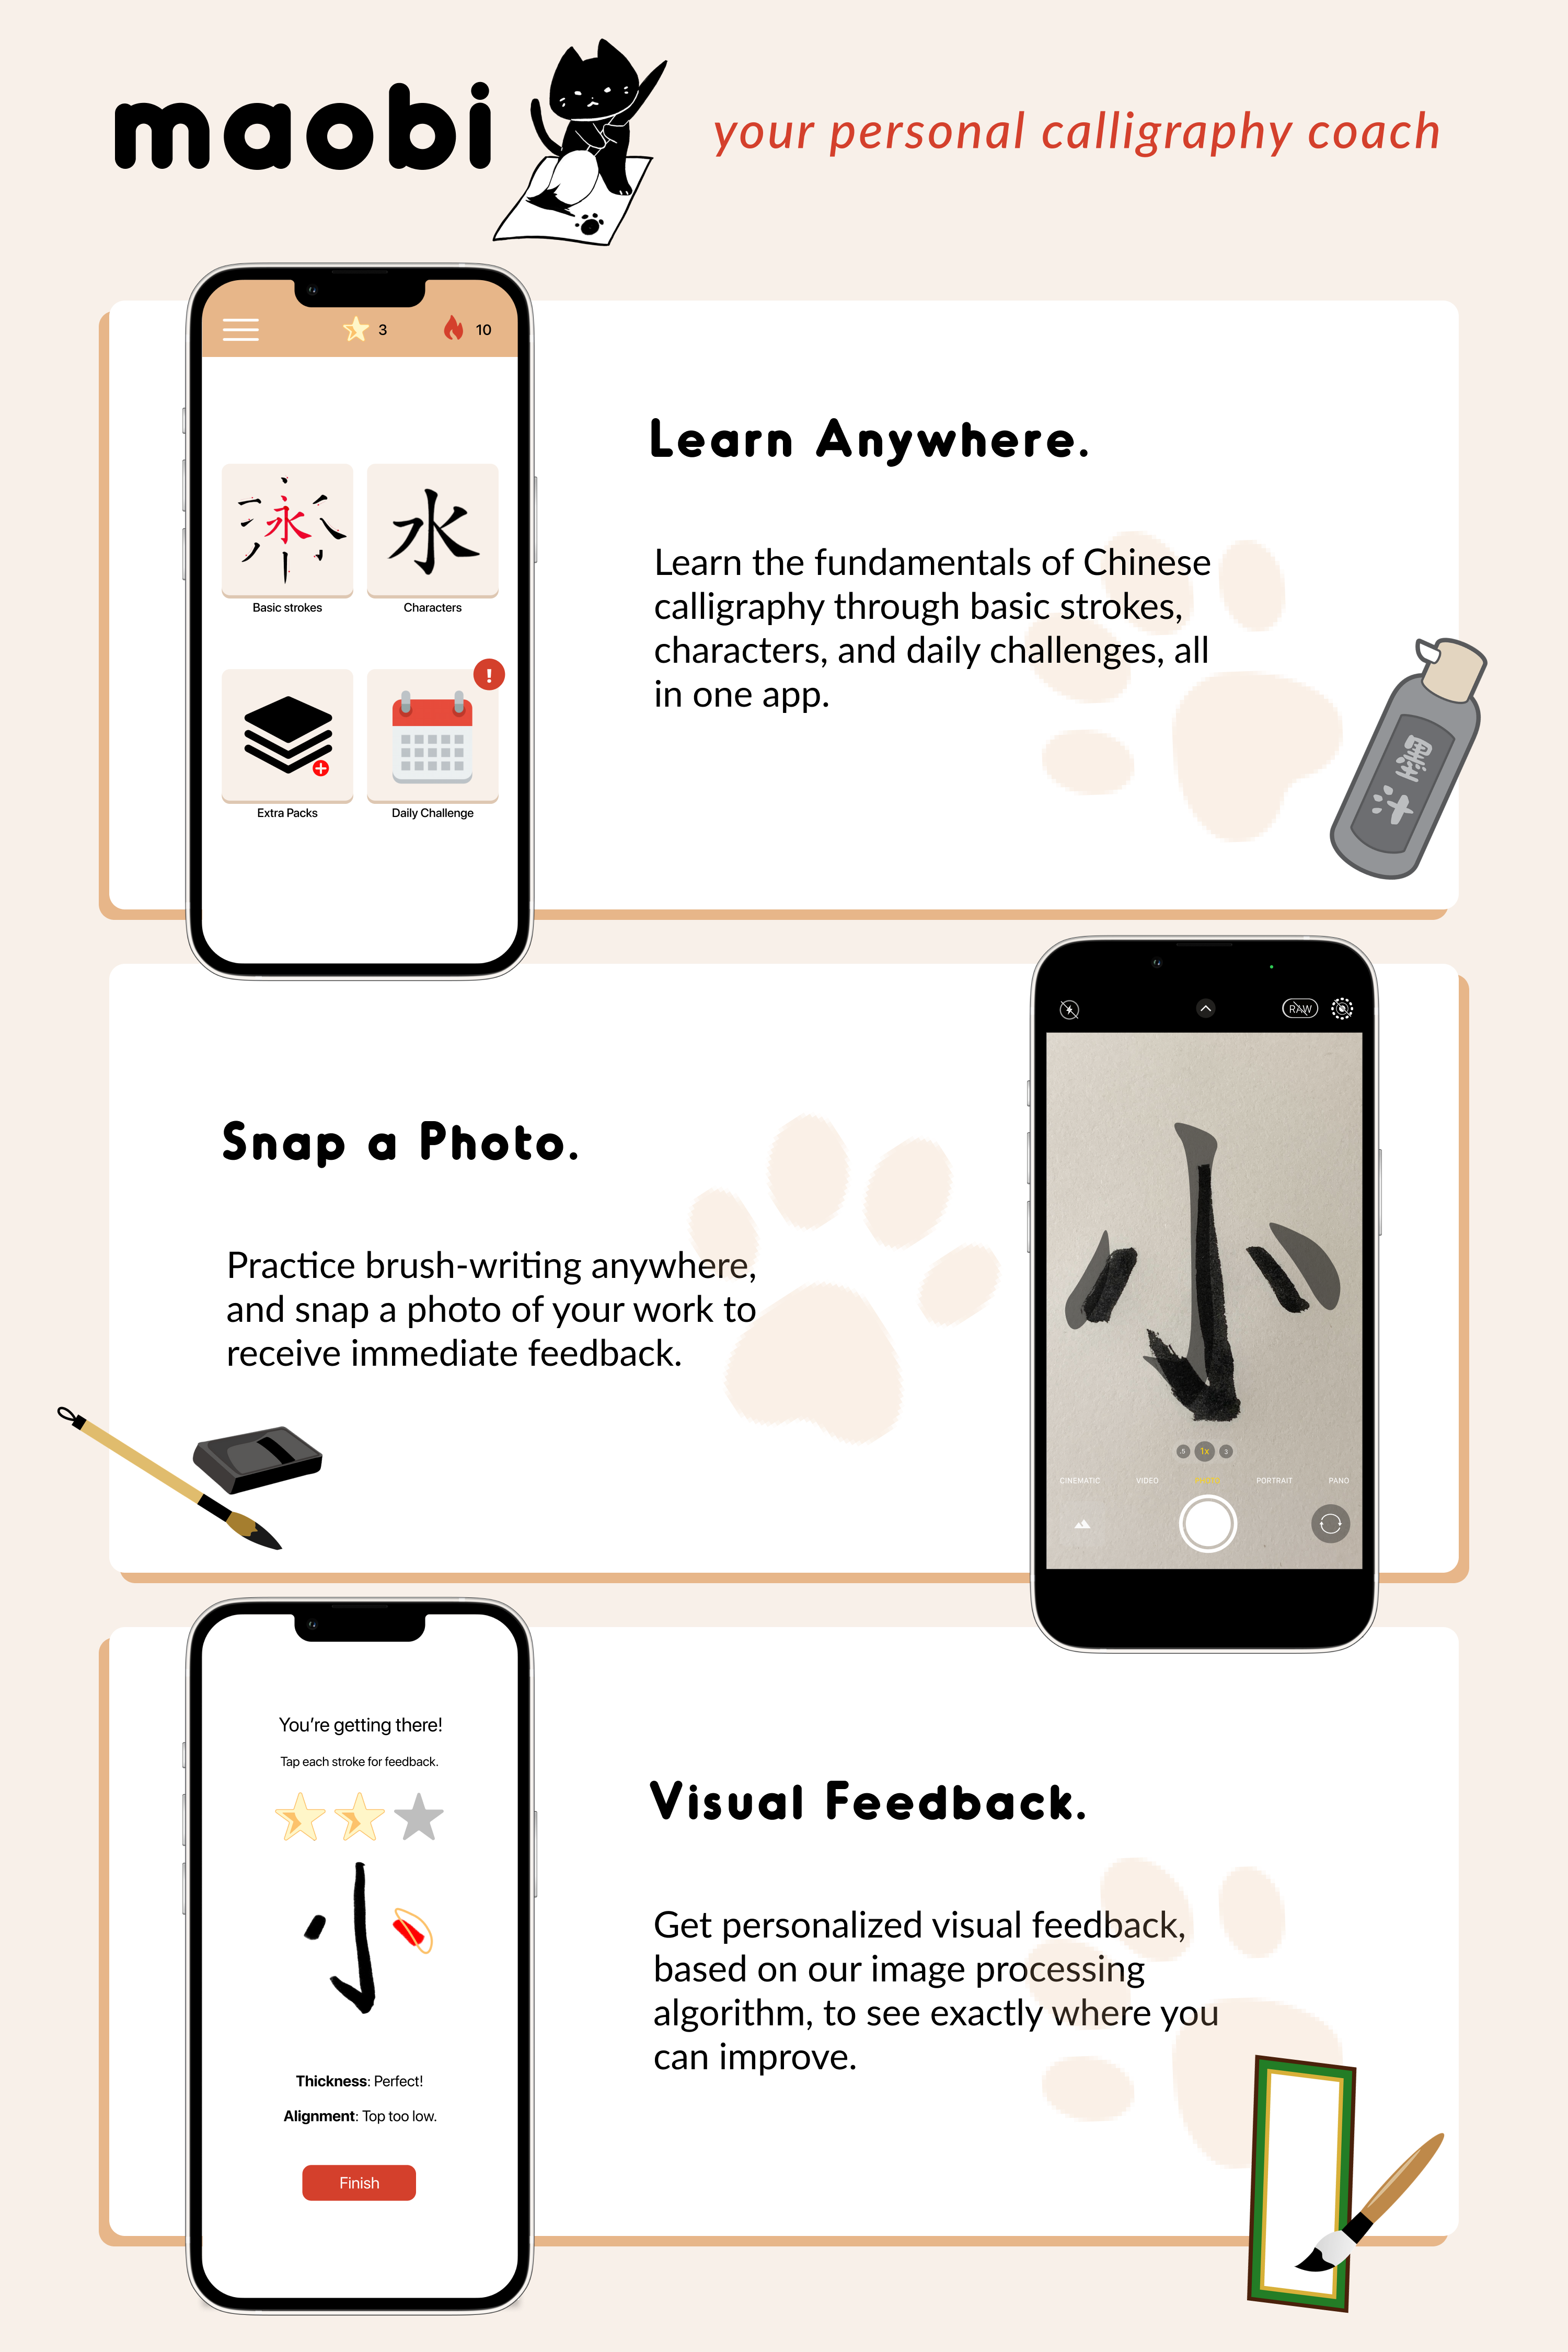 maobi
your personal calligraphy coach
3 10
永 水
Basic strokes Characters
!
Extra Packs Daily Challenge
Learn Anywhere.
Learn the fundamentals of Chinese
calligraphy through basic strokes,
characters, and daily challenges, all
in one app.
墨
汁
Snap a Photo.
Practice brush-writing anywhere,
and snap a photo of your work to
receive immediate feedback.
RAW
小
.5 1x 3
CINEMATIC VIDEO PHOTO PORTRAIT PANO
You're getting there!
Tap each stroke for feedback.
小
Thickness: Perfect!
Alignment: Top too low.
Finish
Visual Feedback.
Get personalized visual feedback,
based on our image processing
algorithm, to see exactly where you
can improve.